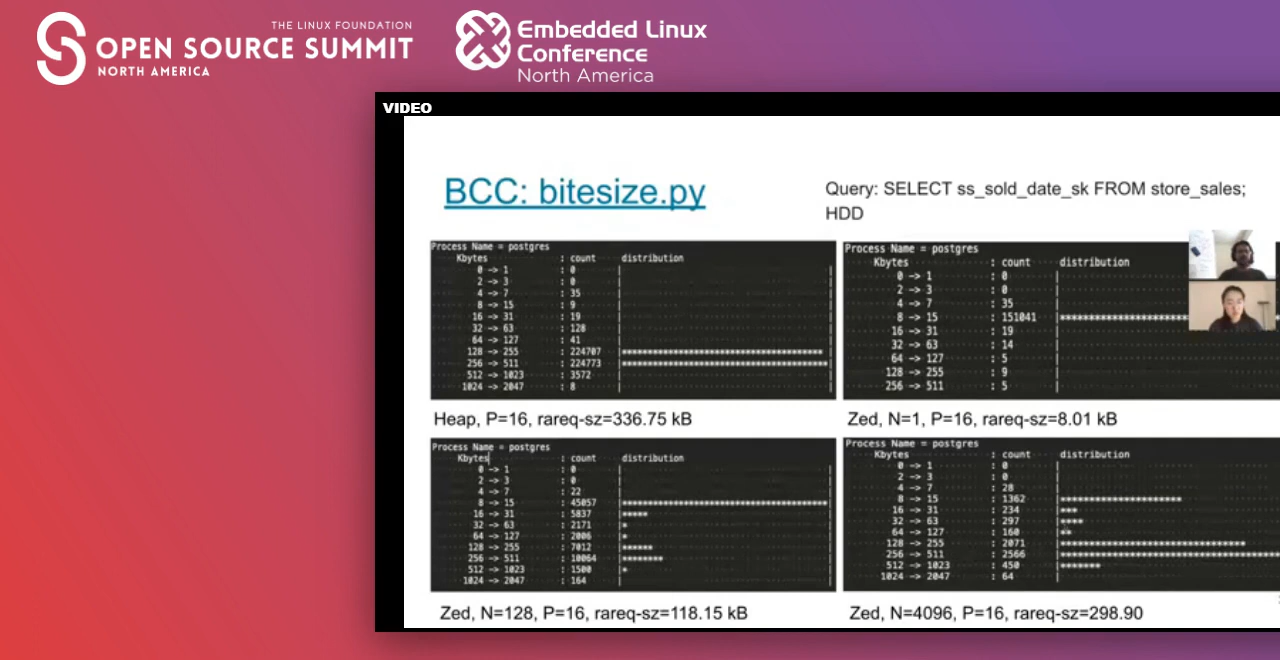 THE LINUX FOUNDATION
OPEN SOURCE SUMMIT
NORTH AMERICA
Embedded Linux
Conference
North America
VIDEO
BCC: bitesize.py
Query: SELECT ss_sold_date_sk FROM store_sales;
HDD
Process Name = postgres
Kbytes : count distribution
0 -> 1 : 0
2 -> 3 : 0
4 -> 7 : 35
8 -> 15 : 9
16 -> 31 : 19
32 -> 63 : 128
64 -> 127 : 41
128 -> 255 : 224707
256 -> 511 : 224773
512 -> 1023 : 3572
1024 -> 2047 : 8
Heap, P=16, rareq-sz=336.75 kB
Process Name = postgres
Kbytes : count distribution
0 -> 1 : 0
2 -> 3 : 0
4 -> 7 : 35
8 -> 15 : 151041
16 -> 31 : 19
32 -> 63 : 14
64 -> 127 : 5
128 -> 255 : 9
256 -> 511 : 5
Zed, N=1, P=16, rareq-sz=8.01 kB
Process Name = postgres
Kbytes : count distribution
0 -> 1 : 0
2 -> 3 : 0
4 -> 7 : 22
8 -> 15 : 45057
16 -> 31 : 5837
32 -> 63 : 2171
64 -> 127 : 2006
128 -> 255 : 7012
256 -> 511 : 10064
512 -> 1023 : 1500
1024 -> 2047 : 164
Zed, N=128, P=16, rareq-sz=118.15 kB
Process Name = postgres
Kbytes : count distribution
0 -> 1 : 0
2 -> 3 : 0
4 -> 7 : 28
8 -> 15 : 1362
16 -> 31 : 234
32 -> 63 : 297
64 -> 127 : 160
128 -> 255 : 2071
256 -> 511 : 2566
512 -> 1023 : 450
1024 -> 2047 : 64
Zed, N=4096, P=16, rareq-sz=298.90